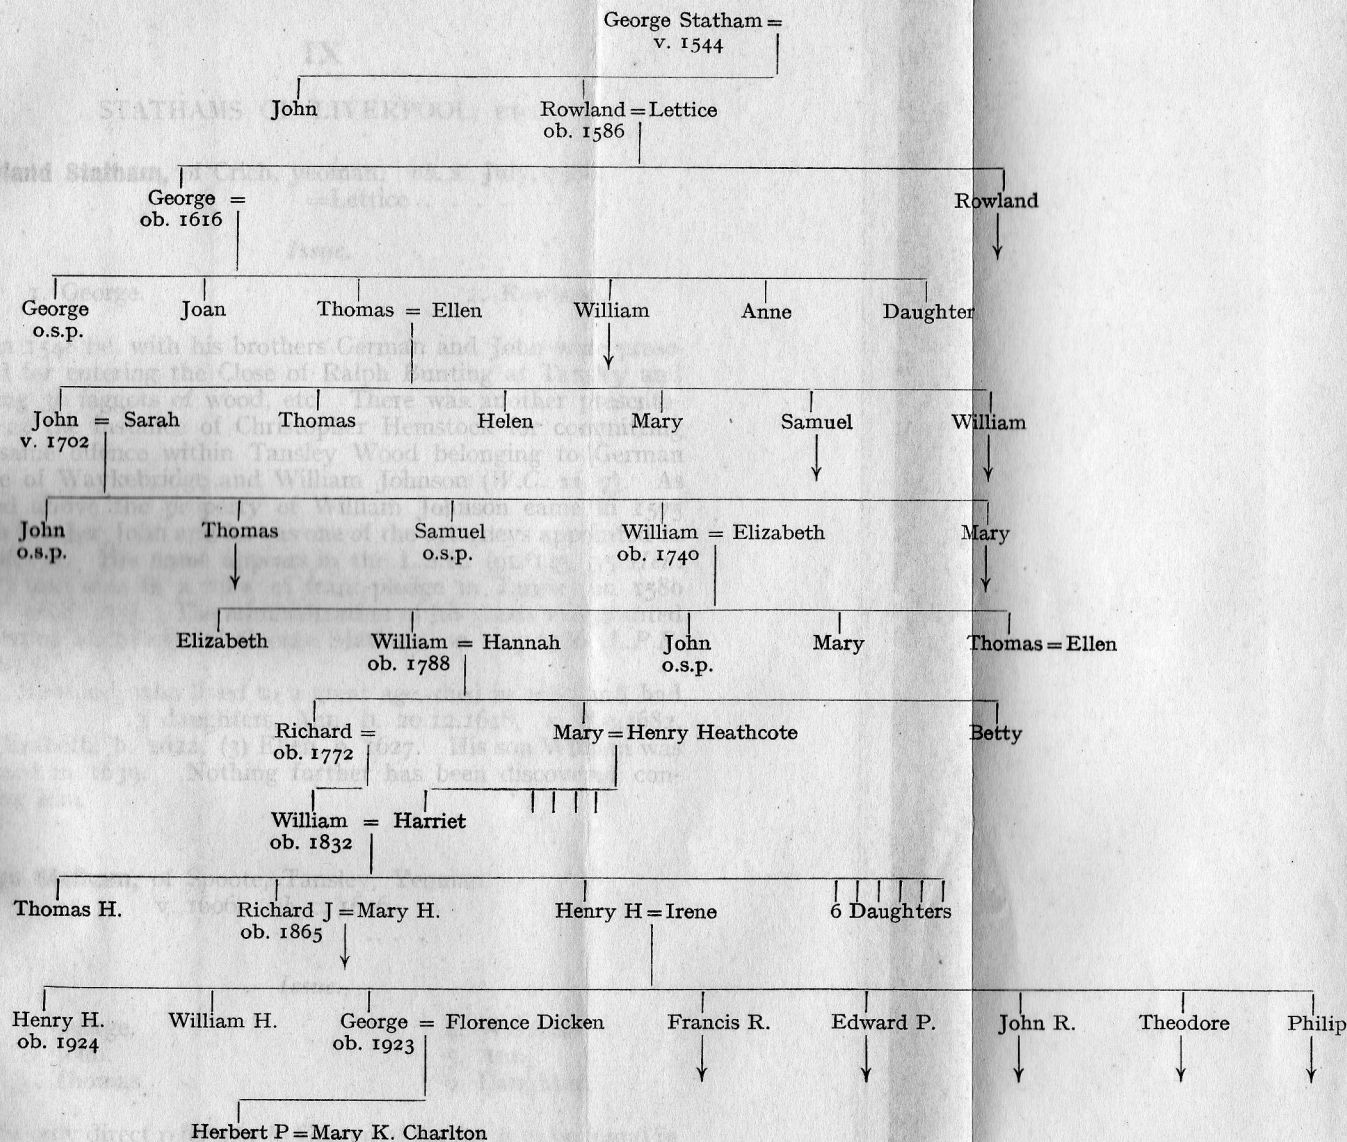 George Statham =
v. 1544
John
Rowland = Lettice
ob. 1586
George =
ob. 1616
Rowland
George
o.s.p.
Joan
Thomas = Ellen
William
Anne
Daughter
John = Sarah
v. 1702
Thomas
Helen
Mary
Samuel
William
John
o.s.p.
Thomas
Samuel
o.s.p.
William = Elizabeth
ob. 1740
Mary
Elizabeth
William = Hannah
ob. 1788
John
o.s.p.
Mary
Thomas = Ellen
Richard =
ob. 1772
Mary = Henry Heathcote
Betty
William = Harriet
ob. 1832
Thomas H.
Richard J = Mary H.
ob. 1865
Henry H = Irene
6 Daughters
Henry H.
ob. 1924
William H.
George = Florence Dicken
ob. 1923
Francis R.
Edward P.
John R.
Theodore
Philip
Herbert P = Mary K. Charlton